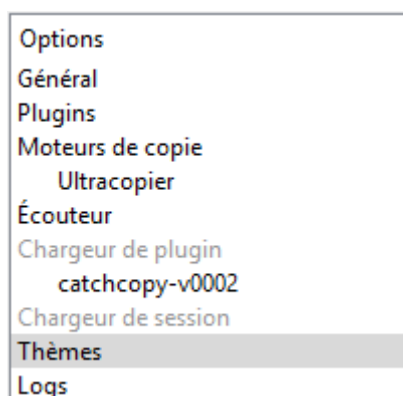 Options
Général
Plugins
Moteurs de copie
Ultracopier
Écouteur
Chargeur de plugin
catchcopy-v0002
Chargeur de session
Thèmes
Logs